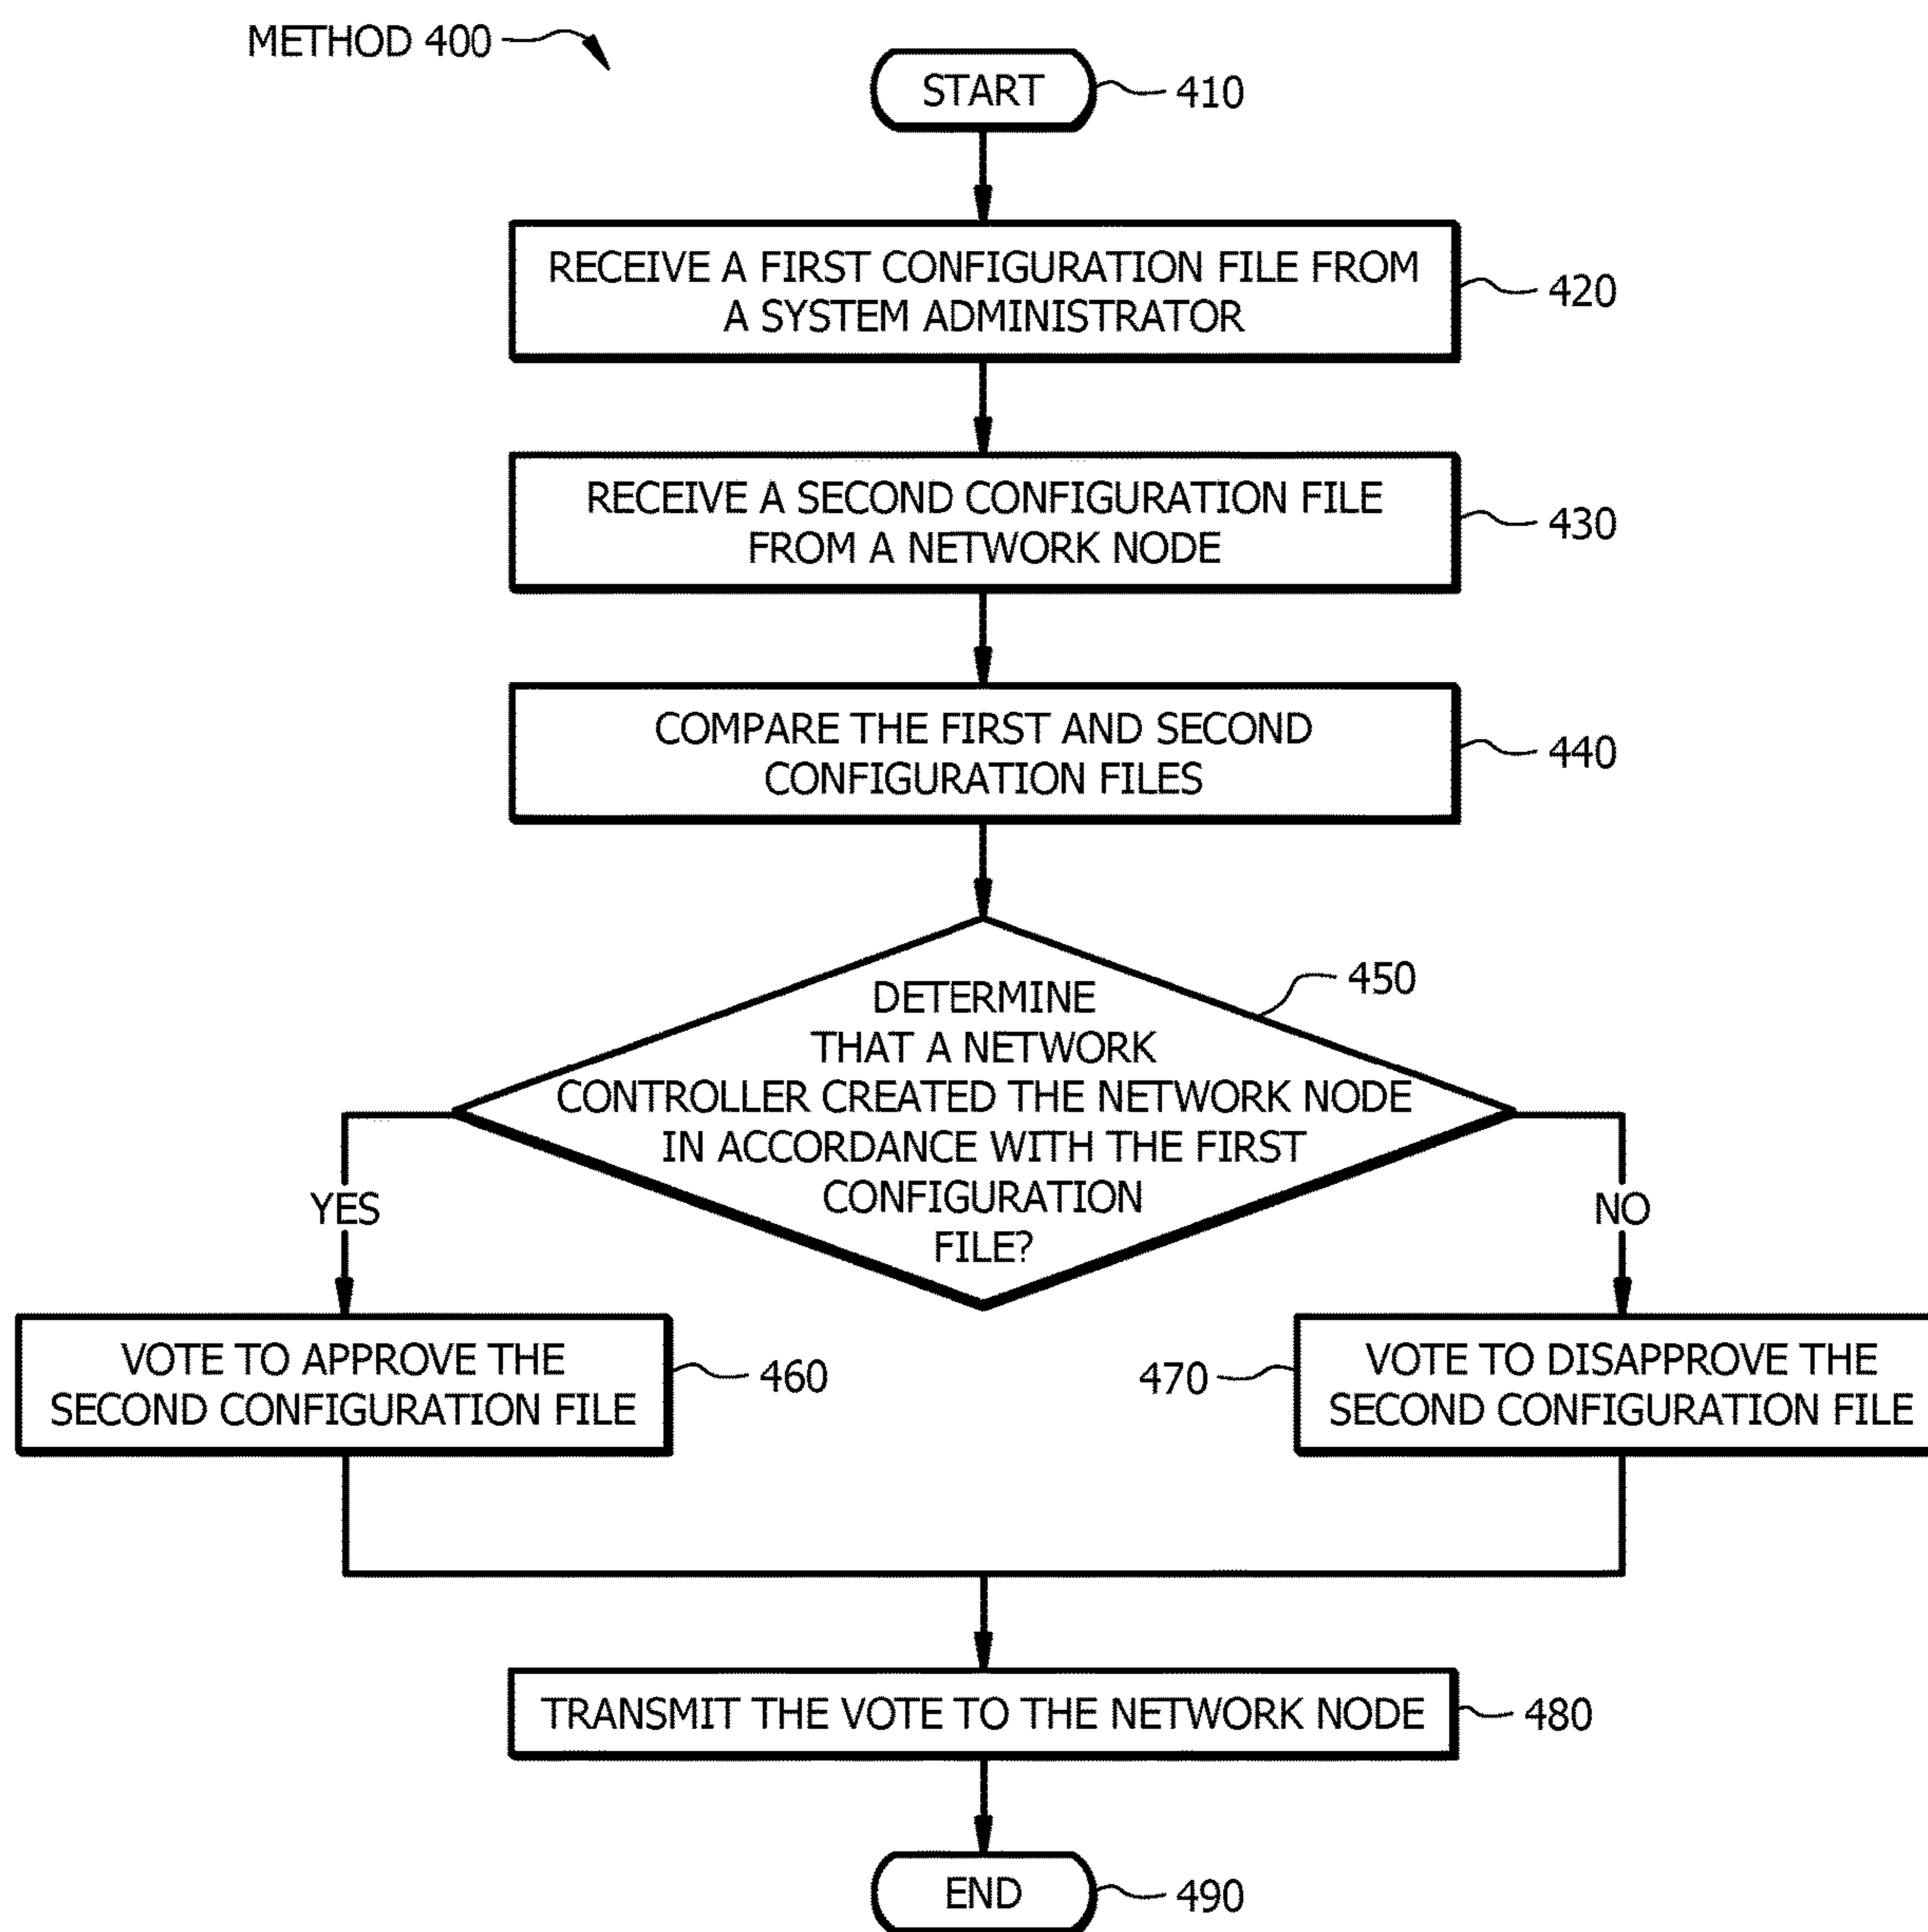 METHOD 400
START
410
RECEIVE A FIRST CONFIGURATION FILE FROM
A SYSTEM ADMINISTRATOR
420
RECEIVE A SECOND CONFIGURATION FILE
FROM A NETWORK NODE
430
COMPARE THE FIRST AND SECOND
CONFIGURATION FILES
440
DETERMINE
THAT A NETWORK
CONTROLLER CREATED THE NETWORK NODE
IN ACCORDANCE WITH THE FIRST
CONFIGURATION
FILE?
450
YES
NO
VOTE TO APPROVE THE
SECOND CONFIGURATION FILE
460
470
VOTE TO DISAPPROVE THE
SECOND CONFIGURATION FILE
TRANSMIT THE VOTE TO THE NETWORK NODE
480
END
490